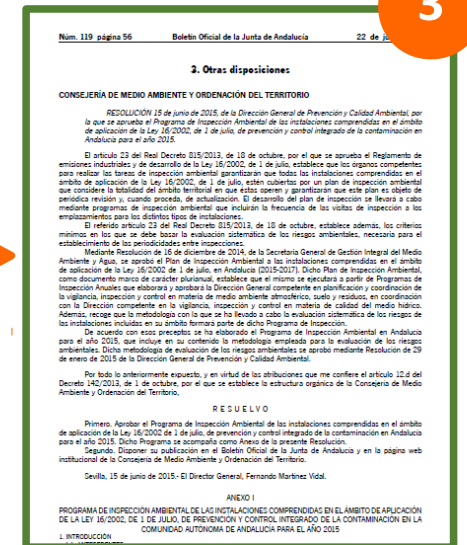 3
Núm. 119 página 56 Boletín Oficial de la Junta de Andalucía 22 de
3. Otras disposiciones
CONSEJERÍA DE MEDIO AMBIENTE Y ORDENACIÓN DEL TERRITORIO
RESOLUCIÓN 15 de junio de 2015, de la Dirección General de Prevención y Calidad Ambiental, por
la que se aprueba el Programa de Inspección Ambiental de las instalaciones comprendidas en el ámbito
de aplicación de la Ley 16/2002, de 1 de julio, de prevención y control integrado de la contaminación en
Andalucía para el año 2015.
El artículo 23 del Real Decreto 815/2013, de 18 de octubre, por el que se aprueba el Reglamento de
emisiones industriales y de desarrollo de la Ley 16/2002, de 1 de julio, establece que los órganos competentes
para realizar las tareas de inspección ambiental garantizarán que todas las instalaciones comprendidas en el
ámbito de aplicación de la Ley 16/2002, de 1 de julio, estén cubiertas por un plan de inspección ambiental
que considere la totalidad del ámbito territorial en que éstas operen y garantizarán que este plan es objeto de
periódica revisión y, cuando proceda, de actualización. El desarrollo del plan de inspección se llevará a cabo
mediante programas de inspección ambiental que incluirán la frecuencia de las visitas de inspección a los
emplazamientos para los distintos tipos de instalaciones.
El referido artículo 23 del Real Decreto 815/2013, de 18 de octubre, establece además, los criterios
mínimos en los que se debe basar la evaluación sistemática de los riesgos ambientales, necesaria para el
establecimiento de las periodicidades entre inspecciones.
Mediante Resolución de 16 de diciembre de 2014, de la Secretaría General de Gestión Integral del Medio
Ambiente y Agua, se aprobó el Plan de Inspección Ambiental a las instalaciones comprendidas en el ámbito
de aplicación de la Ley 16/2002, de 1 de julio, en Andalucía (2015-2017). Dicho Plan de Inspección Ambiental,
como documento marco de carácter plurianual, establece que el mismo se ejecutará a partir de Programas de
Inspección Anuales que elaborará y aprobará la Dirección General competente en planificación y coordinación de
la vigilancia, inspección y control en materia de medio ambiente atmosférico, suelo y residuos, en coordinación
con la Dirección competente en la vigilancia, inspección y control en materia de calidad del medio hídrico.
Además, recoge que la metodología con la que se ha llevado a cabo la evaluación sistemática de los riesgos de
las instalaciones incluidas en su ámbito formará parte de dicho Programa de Inspección.
De acuerdo con esos preceptos se ha elaborado el Programa de Inspección Ambiental en Andalucía
para el año 2015, que incluye en su contenido la metodología empleada para la evaluación de los riesgos
ambientales. Dicha metodología de evaluación de los riesgos ambientales se aprobó mediante Resolución de 29
de enero de 2015 de la Dirección General de Prevención y Calidad Ambiental.
Por todo lo anteriormente expuesto, y en virtud de las atribuciones que me confiere el artículo 12.d del
Decreto 142/2013, de 1 de octubre, por el que se establece la estructura orgánica de la Consejería de Medio
Ambiente y Ordenación del Territorio,
R E S U E L V O
Primero. Aprobar el Programa de Inspección Ambiental de las instalaciones comprendidas en el ámbito
de aplicación de la Ley 16/2002 de 1 de julio, de prevención y control integrado de la contaminación en Andalucía
para el año 2015. Dicho Programa se acompaña como Anexo de la presente Resolución.
Segundo. Disponer su publicación en el Boletín Oficial de la Junta de Andalucía y en la página web
institucional de la Consejería de Medio Ambiente y Ordenación del Territorio.
Sevilla, 15 de junio de 2015.- El Director General, Fernando Martínez Vidal.
ANEXO I
PROGRAMA DE INSPECCIÓN AMBIENTAL DE LAS INSTALACIONES COMPRENDIDAS EN EL ÁMBITO DE APLICACIÓN
DE LA LEY 16/2002, DE 1 DE JULIO, DE PREVENCIÓN Y CONTROL INTEGRADO DE LA CONTAMINACIÓN EN LA
COMUNIDAD AUTÓNOMA DE ANDALUCÍA PARA EL AÑO 2015
1. INTRODUCCIÓN